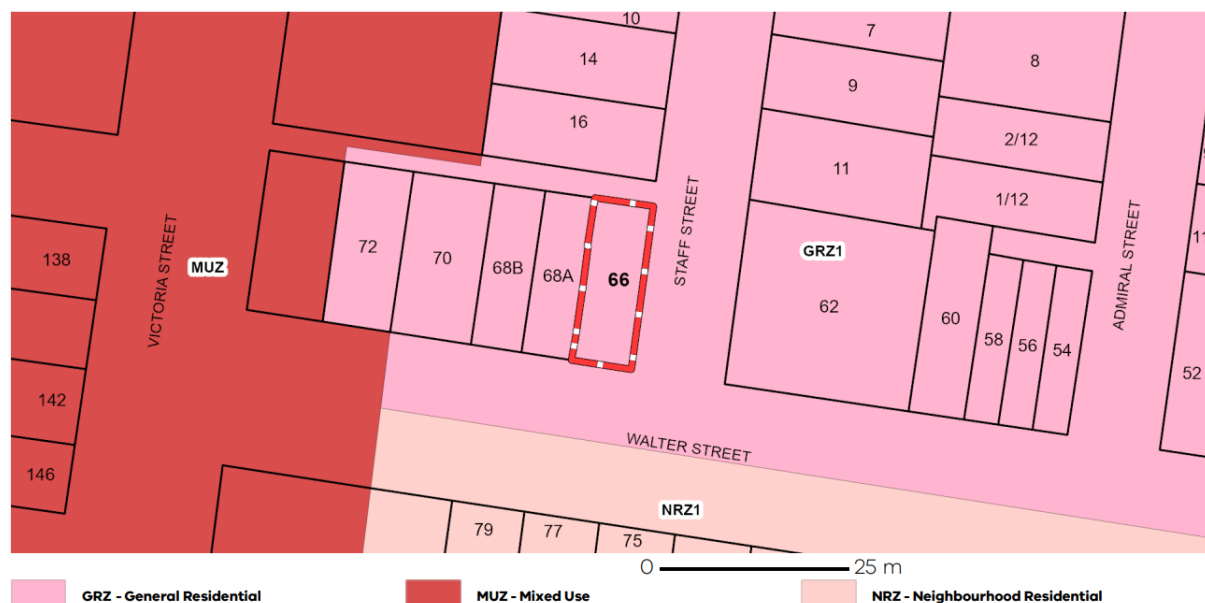 10
14
16
7
9
11
8
2/12
1/12
11
138
142
146
VICTORIA STREET
MUZ
72
70
68B
68A
66
STAFF STREET
GRZ1
62
60
58
56
54
ADMIRAL STREET
52
WALTER STREET
NRZ1
79
77
75
0 25 m
GRZ - General Residential MUZ - Mixed Use NRZ - Neighbourhood Residential